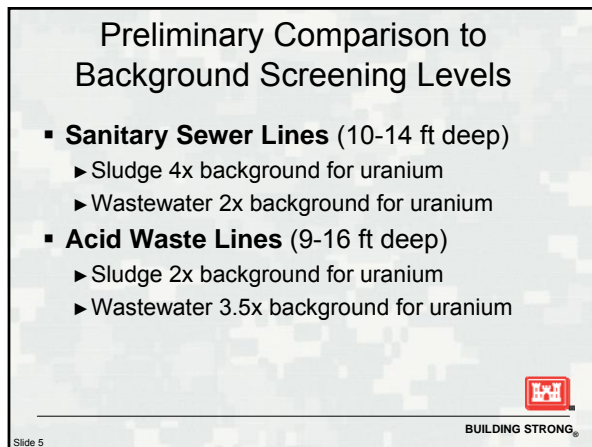 Preliminary Comparison to
Background Screening Levels
▪ Sanitary Sewer Lines (10-14 ft deep)
►Sludge 4x background for uranium
►Wastewater 2x background for uranium
▪ Acid Waste Lines (9-16 ft deep)
►Sludge 2x background for uranium
►Wastewater 3.5x background for uranium
BUILDING STRONG®
Slide 5